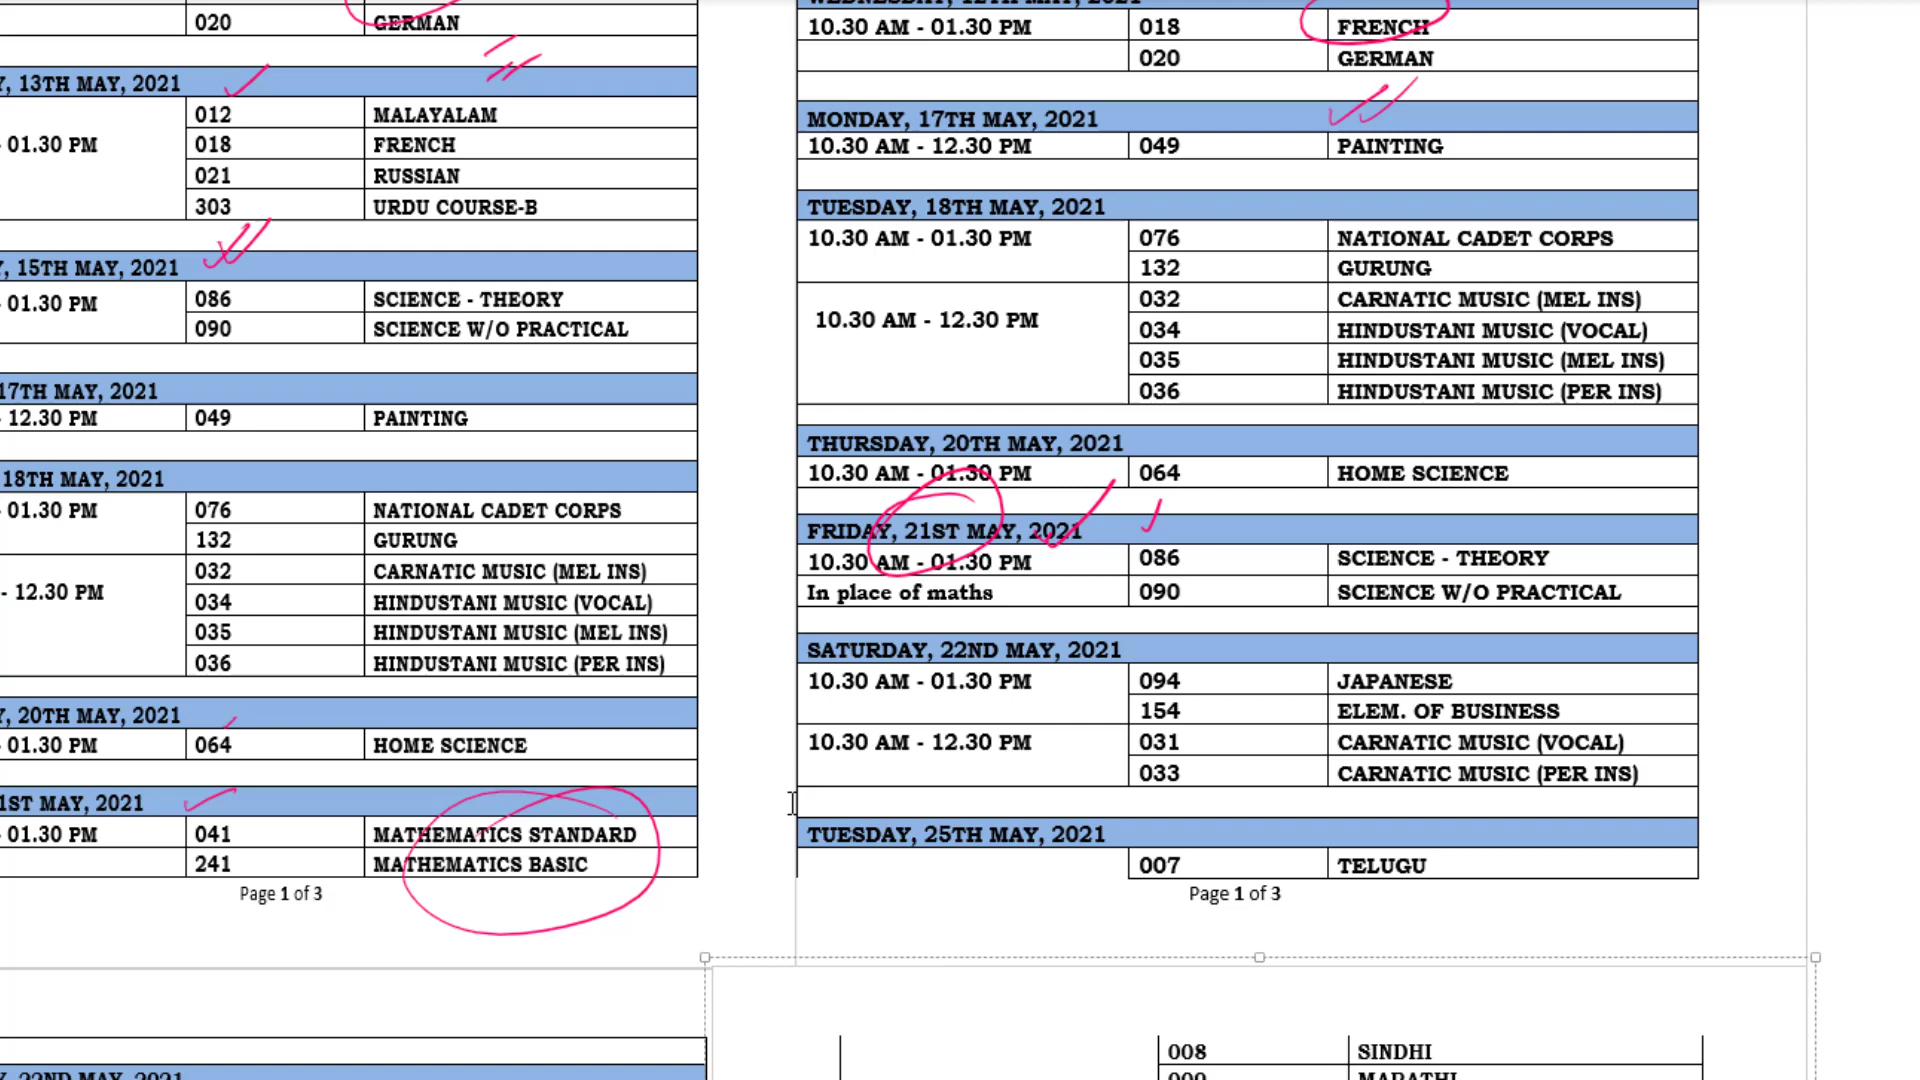 020 GERMAN
, 13TH MAY, 2021
012 MALAYALAM
01.30 PM 018 FRENCH
021 RUSSIAN
303 URDU COURSE-B
, 15TH MAY, 2021
01.30 PM 086 SCIENCE - THEORY
090 SCIENCE W/O PRACTICAL
17TH MAY, 2021
12.30 PM 049 PAINTING
18TH MAY, 2021
01.30 PM 076 NATIONAL CADET CORPS
132 GURUNG
- 12.30 PM 032 CARNATIC MUSIC (MEL INS)
034 HINDUSTANI MUSIC (VOCAL)
035 HINDUSTANI MUSIC (MEL INS)
036 HINDUSTANI MUSIC (PER INS)
, 20TH MAY, 2021
01.30 PM 064 HOME SCIENCE
1ST MAY, 2021
01.30 PM 041 MATHEMATICS STANDARD
241 MATHEMATICS BASIC
Page 1 of 3
22ND MAY, 2021
WEDNESDAY, 12TH MAY, 2021
10.30 AM - 01.30 PM 018 FRENCH
020 GERMAN
MONDAY, 17TH MAY, 2021
10.30 AM - 12.30 PM 049 PAINTING
TUESDAY, 18TH MAY, 2021
10.30 AM - 01.30 PM 076 NATIONAL CADET CORPS
132 GURUNG
10.30 AM - 12.30 PM 032 CARNATIC MUSIC (MEL INS)
034 HINDUSTANI MUSIC (VOCAL)
035 HINDUSTANI MUSIC (MEL INS)
036 HINDUSTANI MUSIC (PER INS)
THURSDAY, 20TH MAY, 2021
10.30 AM - 01.30 PM 064 HOME SCIENCE
FRIDAY, 21ST MAY, 2021
10.30 AM - 01.30 PM 086 SCIENCE - THEORY
In place of maths 090 SCIENCE W/O PRACTICAL
SATURDAY, 22ND MAY, 2021
10.30 AM - 01.30 PM 094 JAPANESE
154 ELEM. OF BUSINESS
10.30 AM - 12.30 PM 031 CARNATIC MUSIC (VOCAL)
033 CARNATIC MUSIC (PER INS)
TUESDAY, 25TH MAY, 2021
007 TELUGU
Page 1 of 3
008 SINDHI
009 MARATHI